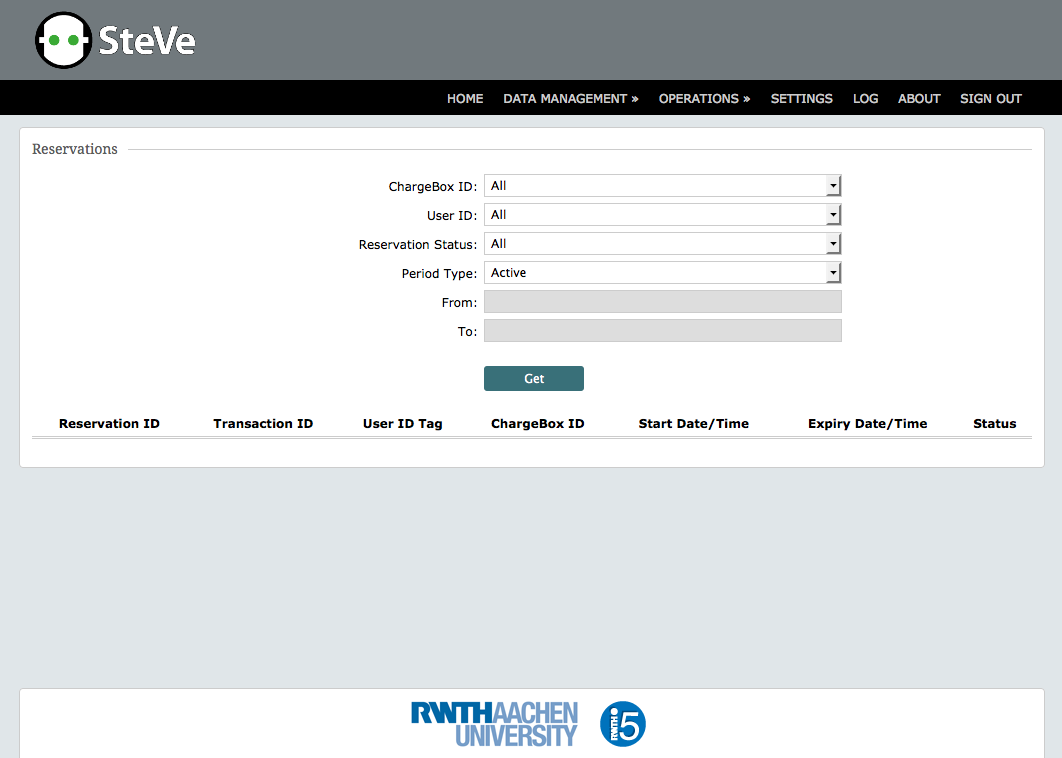 SteVe
HOME DATA MANAGEMENT » OPERATIONS » SETTINGS LOG ABOUT SIGN OUT
Reservations
ChargeBox ID: All
User ID: All
Reservation Status: All
Period Type: Active
From:
To:
Get
Reservation ID Transaction ID User ID Tag ChargeBox ID Start Date/Time Expiry Date/Time Status
RWTHAACHEN
UNIVERSITY
RWTH i5